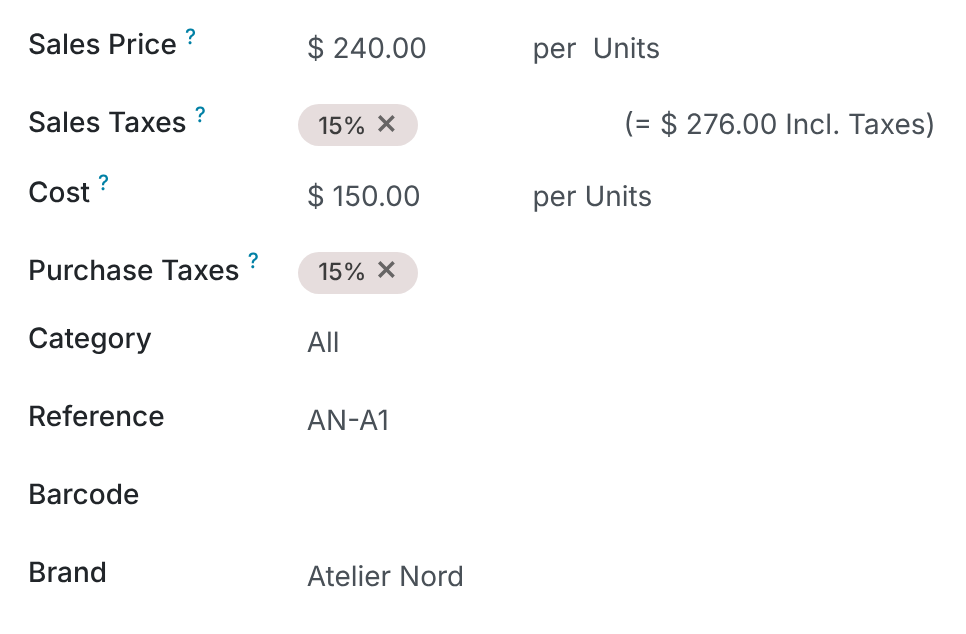 Sales Price ? $ 240.00 per Units
Sales Taxes ? 15% ✕ (= $ 276.00 Incl. Taxes)
Cost ? $ 150.00 per Units
Purchase Taxes ? 15% ✕
Category All
Reference AN-A1
Barcode
Brand Atelier Nord